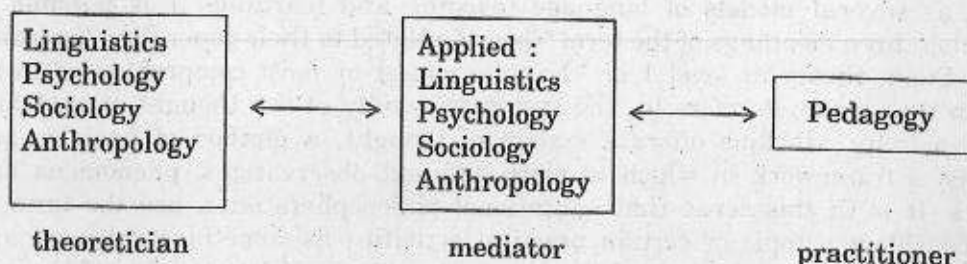 Linguistics
Psychology
Sociology
Anthropology
theoretician
Applied :
Linguistics
Psychology
Sociology
Anthropology
mediator
Pedagogy
practitioner